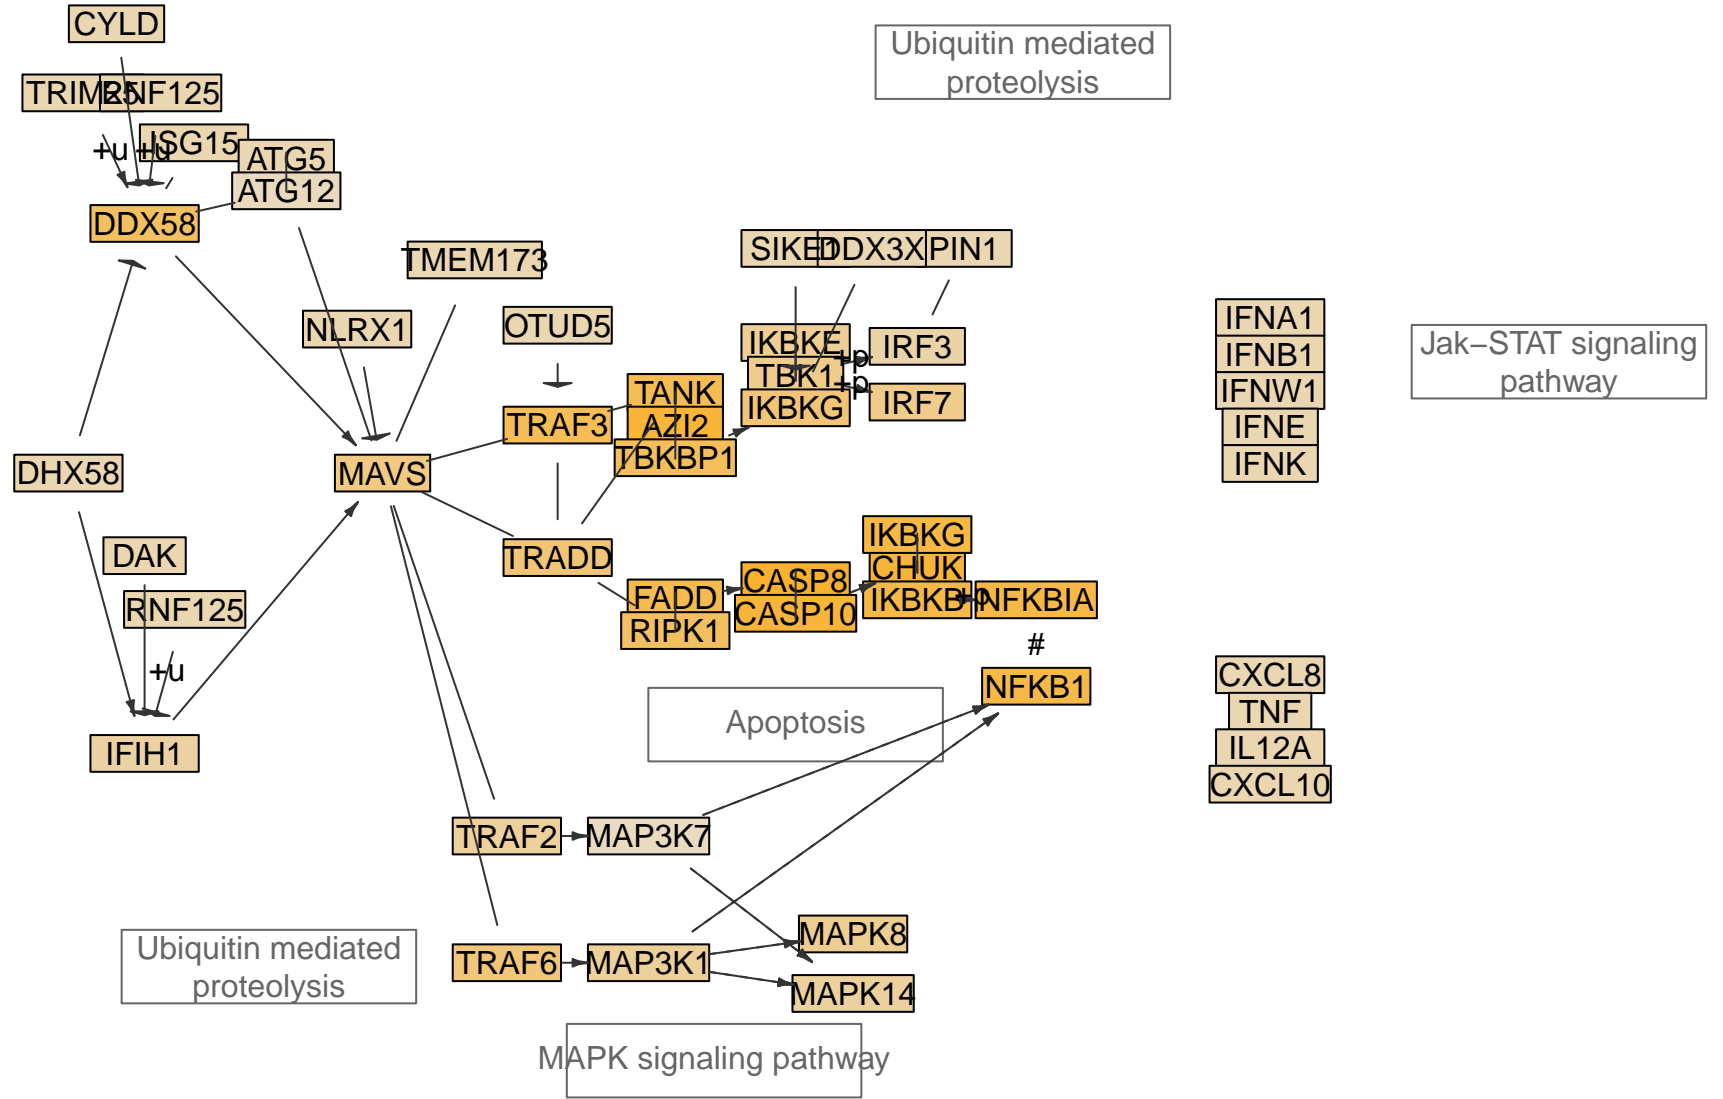 CYLD
Ubiquitin mediated
proteolysis
TRIM25
RNF125
ISG15
+u
+u
ATG5
ATG12
DDX58
TMEM173
SIKE1
DDX3X
PIN1
NLRX1
OTUD5
IKBKE
+p
IRF3
TBK1
+p
IKBKG
IRF7
IFNA1
IFNB1
IFNW1
IFNE
IFNK
Jak−STAT signaling
pathway
TANK
TRAF3
AZI2
TBKBP1
DHX58
MAVS
DAK
RNF125
+u
IFIH1
TRADD
FADD
RIPK1
CASP8
CASP10
IKBKG
CHUK
IKBKB
+p
NFKBIA
#
NFKB1
Apoptosis
CXCL8
TNF
IL12A
CXCL10
TRAF2
MAP3K7
TRAF6
MAP3K1
MAPK8
MAPK14
Ubiquitin mediated
proteolysis
MAPK signaling pathway